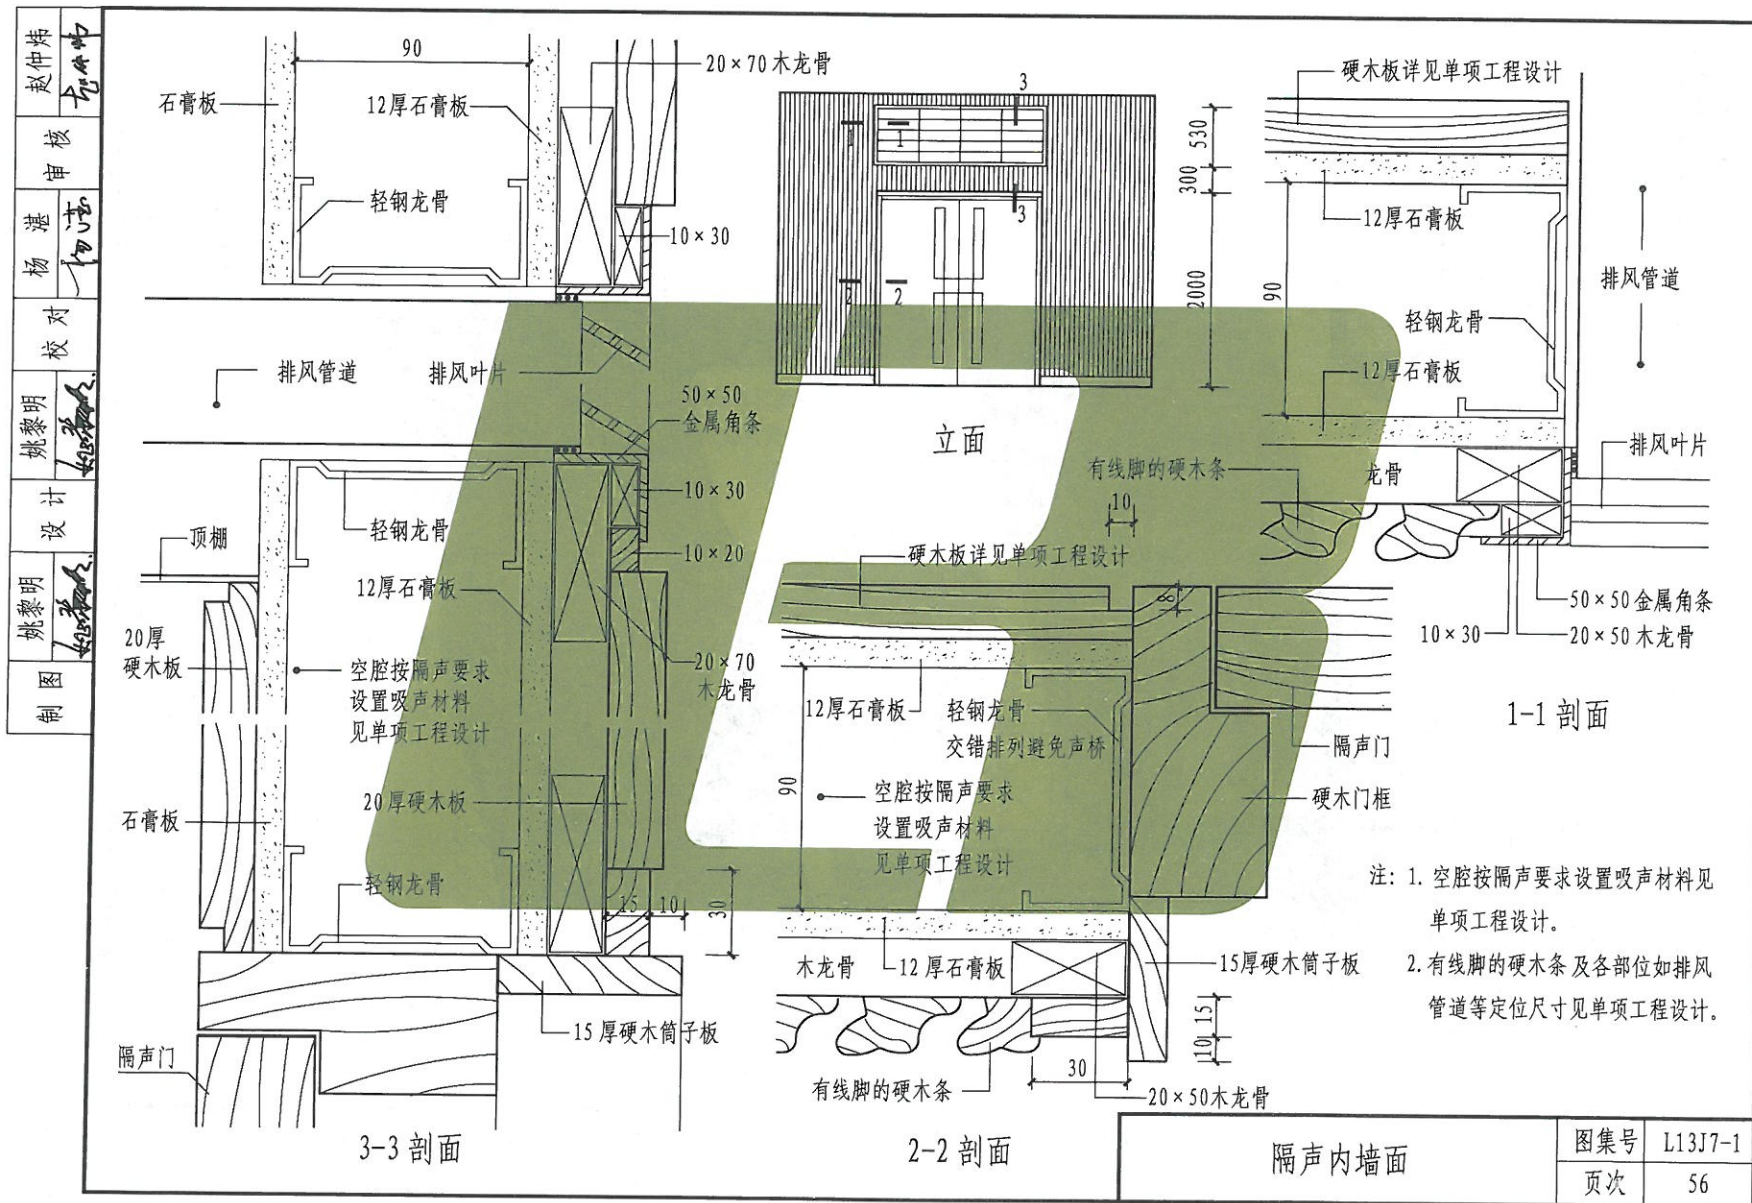 赵仲炜
审核
杨湛
校对
姚黎明
设计
姚黎明
制图
90
20×70木龙骨
石膏板
12厚石膏板
轻钢龙骨
10×30
排风管道
排风叶片
50×50
金属角条
10×30
轻钢龙骨
顶棚
10×20
12厚石膏板
20厚
硬木板
空腔按隔声要求
设置吸声材料
见单项工程设计
20×70
木龙骨
石膏板
20厚硬木板
轻钢龙骨
15
10
30
15厚硬木筒子板
隔声门
3-3剖面
3
1
1
3
2
2
530
300
2000
立面
有线脚的硬木条
10
硬木板详见单项工程设计
8
12厚石膏板
轻钢龙骨
交错排列避免声桥
90
空腔按隔声要求
设置吸声材料
见单项工程设计
隔声门
硬木门框
木龙骨
12厚石膏板
15厚硬木筒子板
15
10
30
有线脚的硬木条
20×50木龙骨
2-2剖面
硬木板详见单项工程设计
12厚石膏板
90
排风管道
轻钢龙骨
12厚石膏板
排风叶片
龙骨
50×50金属角条
10×30
20×50木龙骨
1-1剖面
注: 1. 空腔按隔声要求设置吸声材料见
单项工程设计。
2. 有线脚的硬木条及各部位如排风
管道等定位尺寸见单项工程设计。
隔声内墙面
图集号 L13J7-1
页次 56